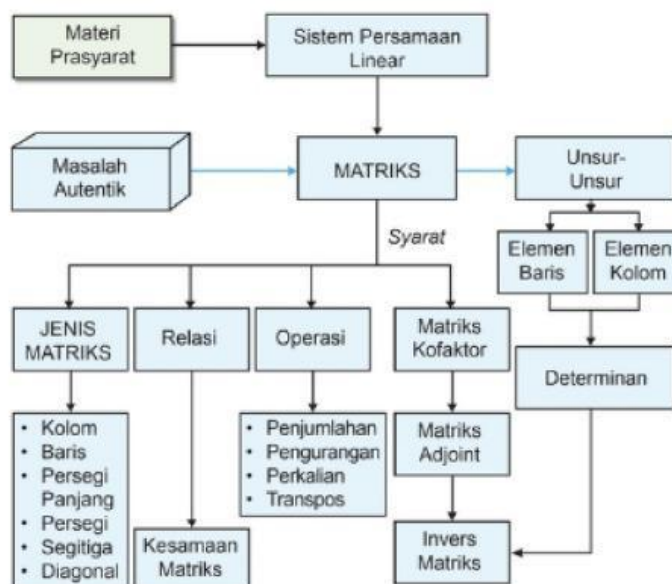 Materi
Prasyarat
Sistem Persamaan
Linear
Masalah
Autentik
MATRIKS
Unsur-
Unsur
Syarat
Elemen
Baris
Elemen
Kolom
JENIS
MATRIKS
Relasi
Operasi
Matriks
Kofaktor
Determinan
• Kolom
• Baris
• Persegi
Panjang
• Persegi
• Segitiga
• Diagonal
Kesamaan
Matriks
• Penjumlahan
• Pengurangan
• Perkalian
• Transpos
Matriks
Adjoint
Invers
Matriks